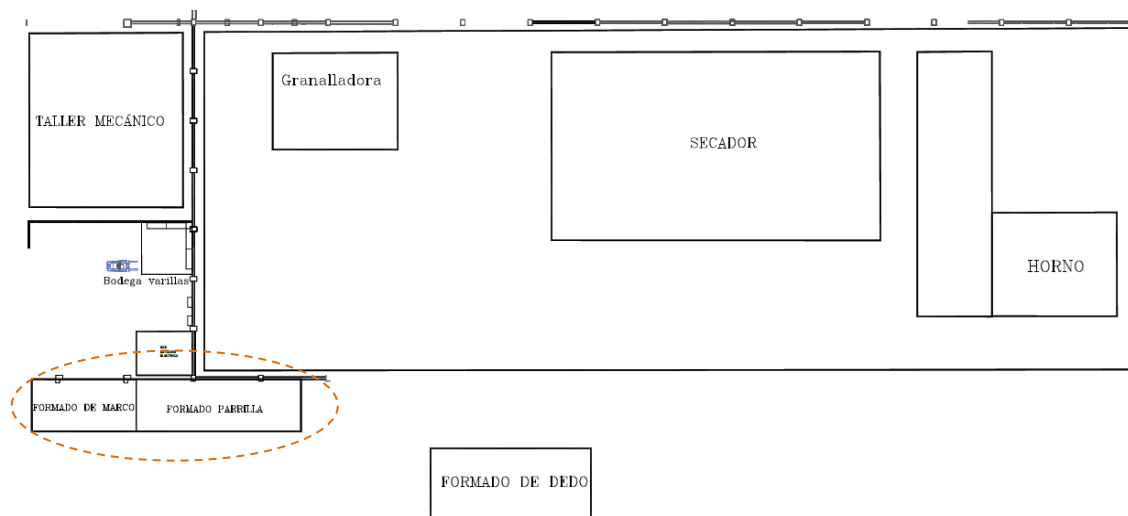 Granalladora
TALLER MECÁNICO
SECADOR
HORNO
Bodega varillas
FORMADO DE MARCO
FORMADO PARRILLA
FORMADO DE DEDO